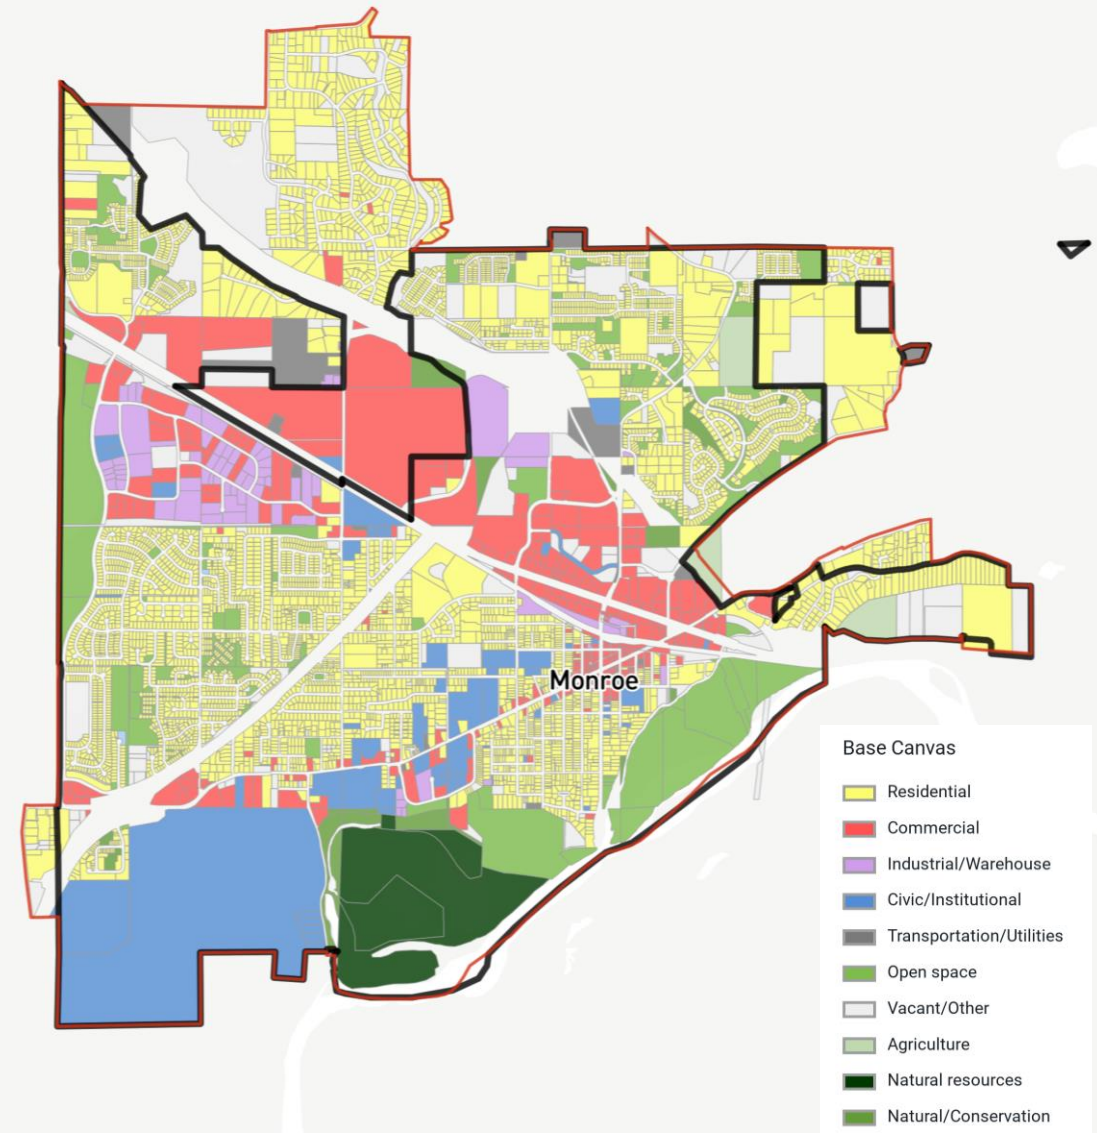 Monroe
Base Canvas
Residential
Commercial
Industrial/Warehouse
Civic/Institutional
Transportation/Utilities
Open space
Vacant/Other
Agriculture
Natural resources
Natural/Conservation